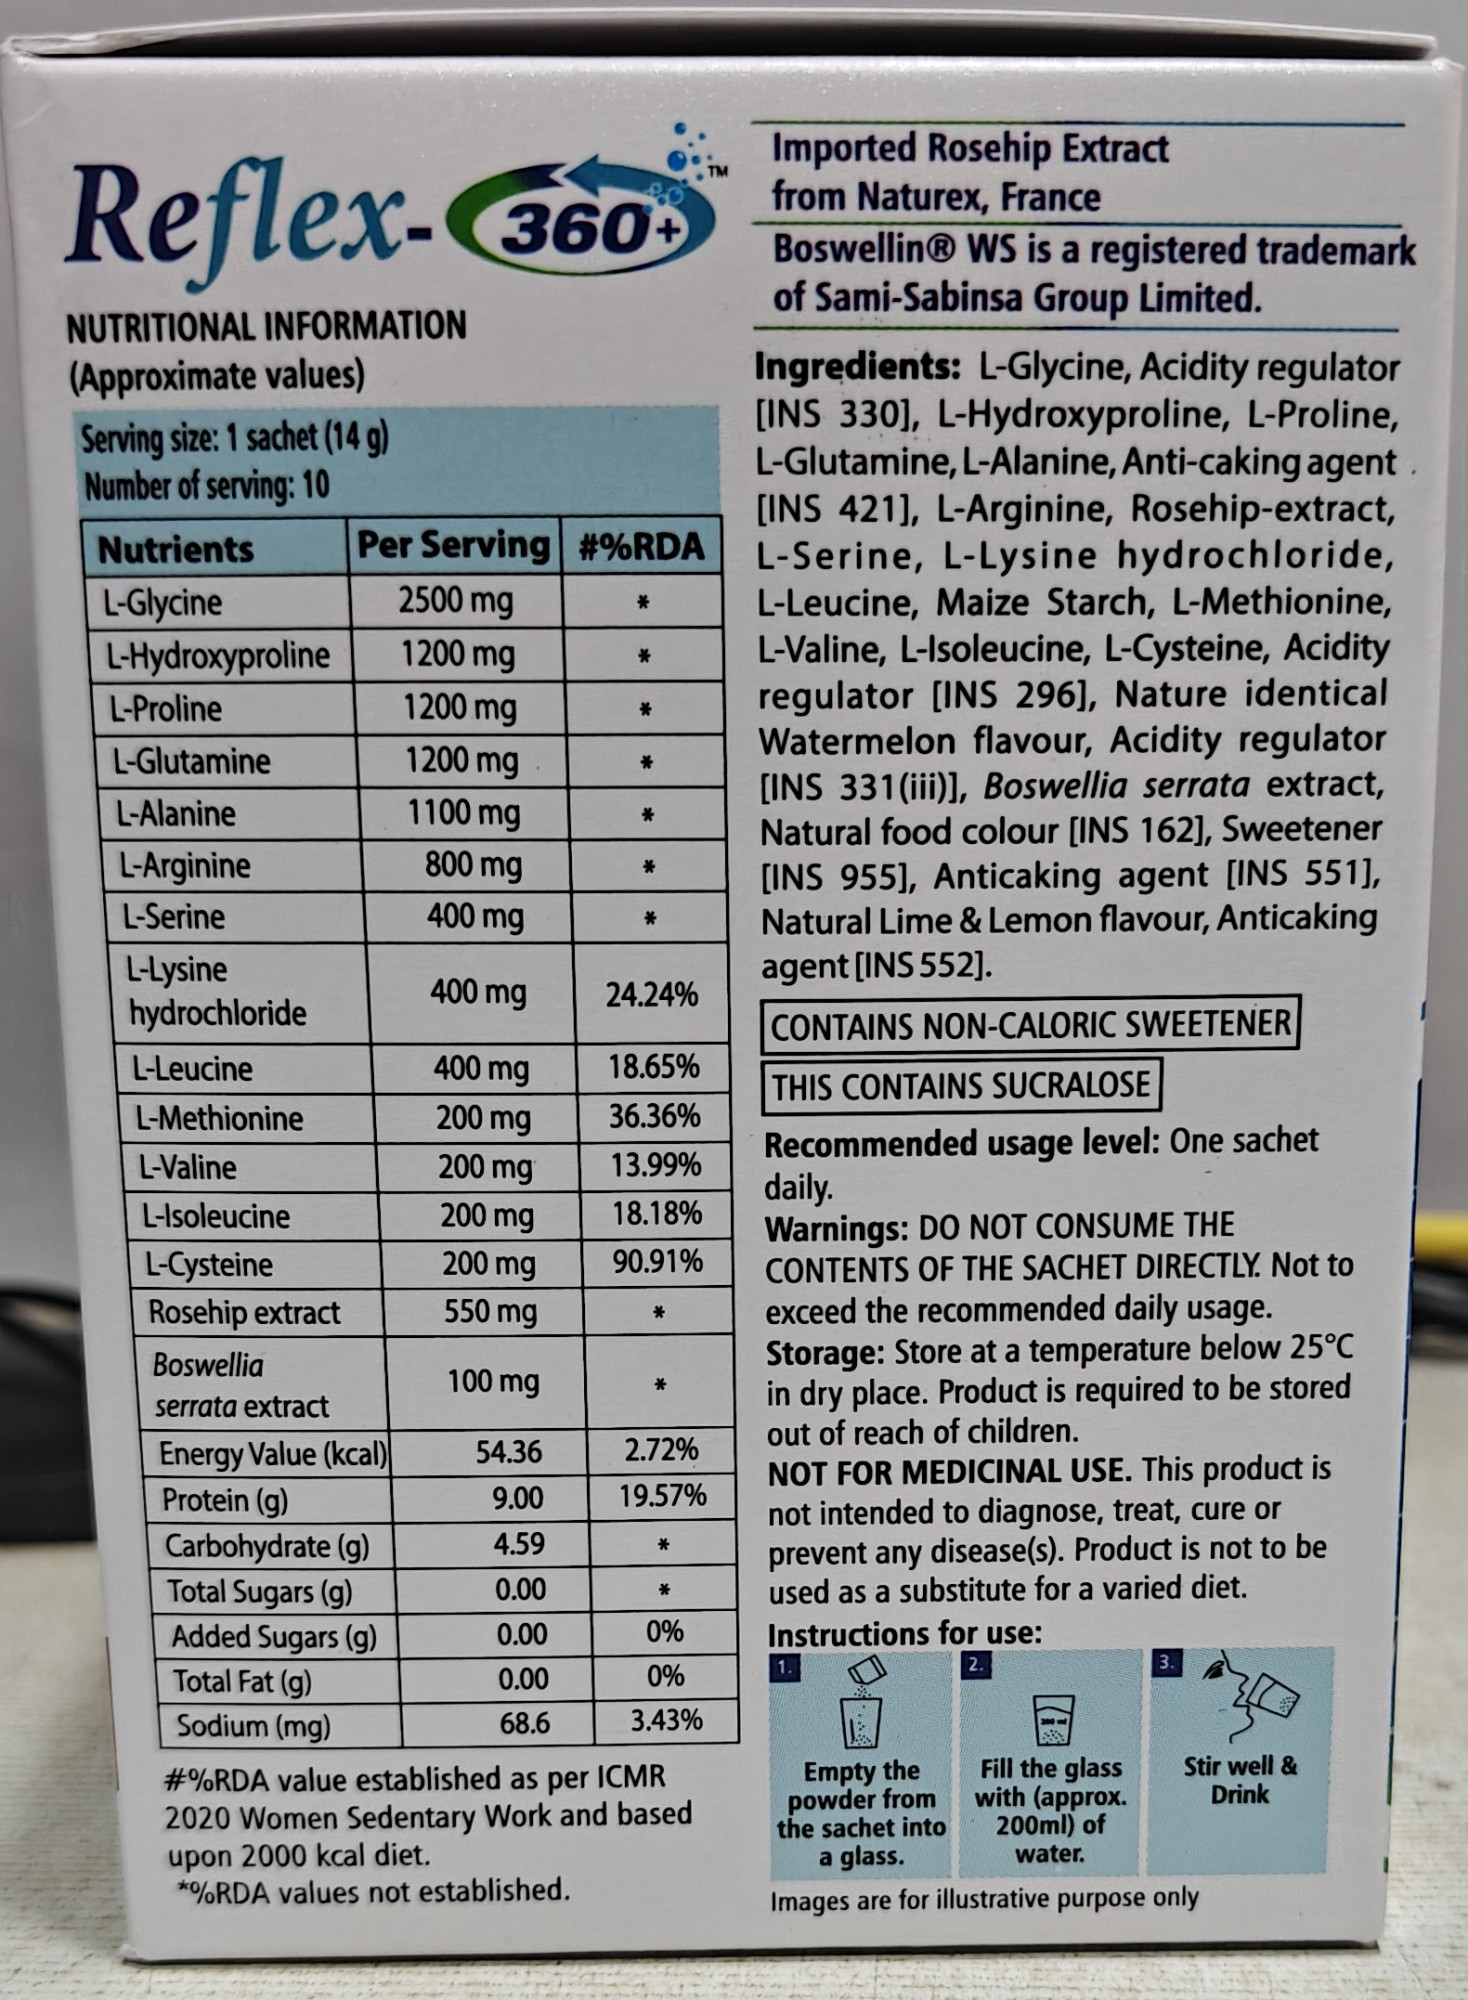 Reflex-360+ ™
NUTRITIONAL INFORMATION
(Approximate values)
Serving size: 1 sachet (14 g)
Number of serving: 10
Nutrients Per Serving #%RDA
L-Glycine 2500 mg *
L-Hydroxyproline 1200 mg *
L-Proline 1200 mg *
L-Glutamine 1200 mg *
L-Alanine 1100 mg *
L-Arginine 800 mg *
L-Serine 400 mg *
L-Lysine
hydrochloride 400 mg 24.24%
L-Leucine 400 mg 18.65%
L-Methionine 200 mg 36.36%
L-Valine 200 mg 13.99%
L-Isoleucine 200 mg 18.18%
L-Cysteine 200 mg 90.91%
Rosehip extract 550 mg *
Boswellia
serrata extract 100 mg *
Energy Value (kcal) 54.36 2.72%
Protein (g) 9.00 19.57%
Carbohydrate (g) 4.59 *
Total Sugars (g) 0.00 *
Added Sugars (g) 0.00 0%
Total Fat (g) 0.00 0%
Sodium (mg) 68.6 3.43%
#%RDA value established as per ICMR
2020 Women Sedentary Work and based
upon 2000 kcal diet.
*%RDA values not established.
Imported Rosehip Extract
from Naturex, France
Boswellin® WS is a registered trademark
of Sami-Sabinsa Group Limited.
Ingredients: L-Glycine, Acidity regulator
[INS 330], L-Hydroxyproline, L-Proline,
L-Glutamine, L-Alanine, Anti-caking agent
[INS 421], L-Arginine, Rosehip-extract,
L-Serine, L-Lysine hydrochloride,
L-Leucine, Maize Starch, L-Methionine,
L-Valine, L-Isoleucine, L-Cysteine, Acidity
regulator [INS 296], Nature identical
Watermelon flavour, Acidity regulator
[INS 331(iii)], Boswellia serrata extract,
Natural food colour [INS 162], Sweetener
[INS 955], Anticaking agent [INS 551],
Natural Lime & Lemon flavour, Anticaking
agent [INS 552].
CONTAINS NON-CALORIC SWEETENER
THIS CONTAINS SUCRALOSE
Recommended usage level: One sachet
daily.
Warnings: DO NOT CONSUME THE
CONTENTS OF THE SACHET DIRECTLY. Not to
exceed the recommended daily usage.
Storage: Store at a temperature below 25°C
in dry place. Product is required to be stored
out of reach of children.
NOT FOR MEDICINAL USE. This product is
not intended to diagnose, treat, cure or
prevent any disease(s). Product is not to be
used as a substitute for a varied diet.
Instructions for use:
1.
Empty the
powder from
the sachet into
a glass.
2.
200 ml
Fill the glass
with (approx.
200ml) of
water.
3.
Stir well &
Drink
Images are for illustrative purpose only